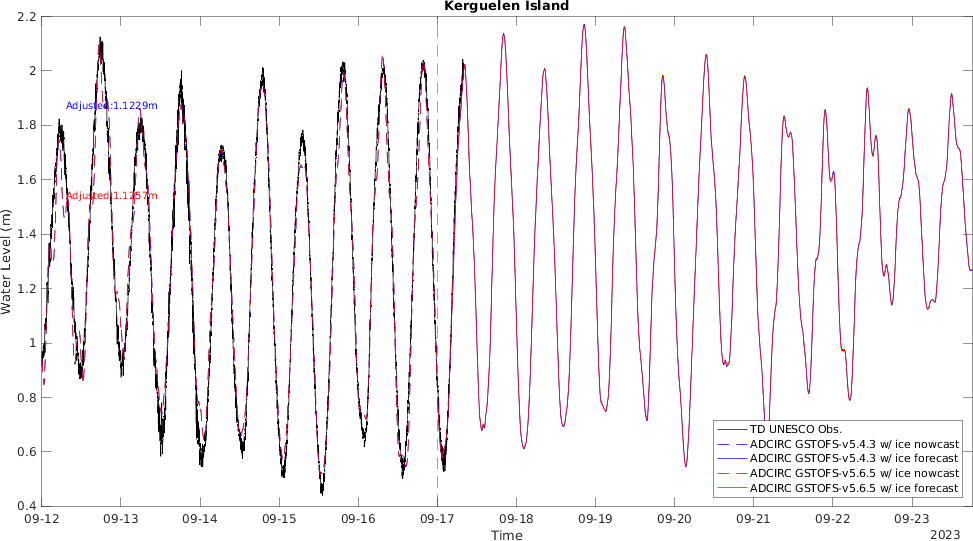 Kerguelen Island
2.2
2
1.8
1.6
1.4
1.2
1
0.8
0.6
0.4
Water Level (m)
Adjusted:1.1229m
Adjusted:1.1257m
TD UNESCO Obs.
ADCIRC GSTOFS-v5.4.3 w/ ice nowcast
ADCIRC GSTOFS-v5.4.3 w/ ice forecast
ADCIRC GSTOFS-v5.6.5 w/ ice nowcast
ADCIRC GSTOFS-v5.6.5 w/ ice forecast
09-12 09-13 09-14 09-15 09-16 09-17 09-18 09-19 09-20 09-21 09-22 09-23
Time
2023